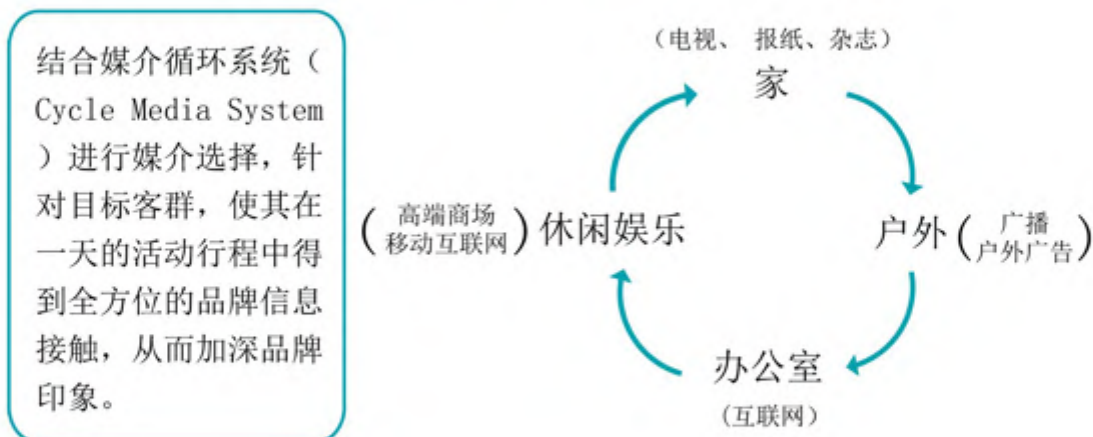 结合媒介循环系统（
Cycle Media System
）进行媒介选择，针
对目标客群，使其在
一天的活动行程中得
到全方位的品牌信息
接触，从而加深品牌
印象。
（电视、 报纸、杂志）
家
（高端商场
移动互联网）休闲娱乐
户外（广播
户外广告）
办公室
（互联网）